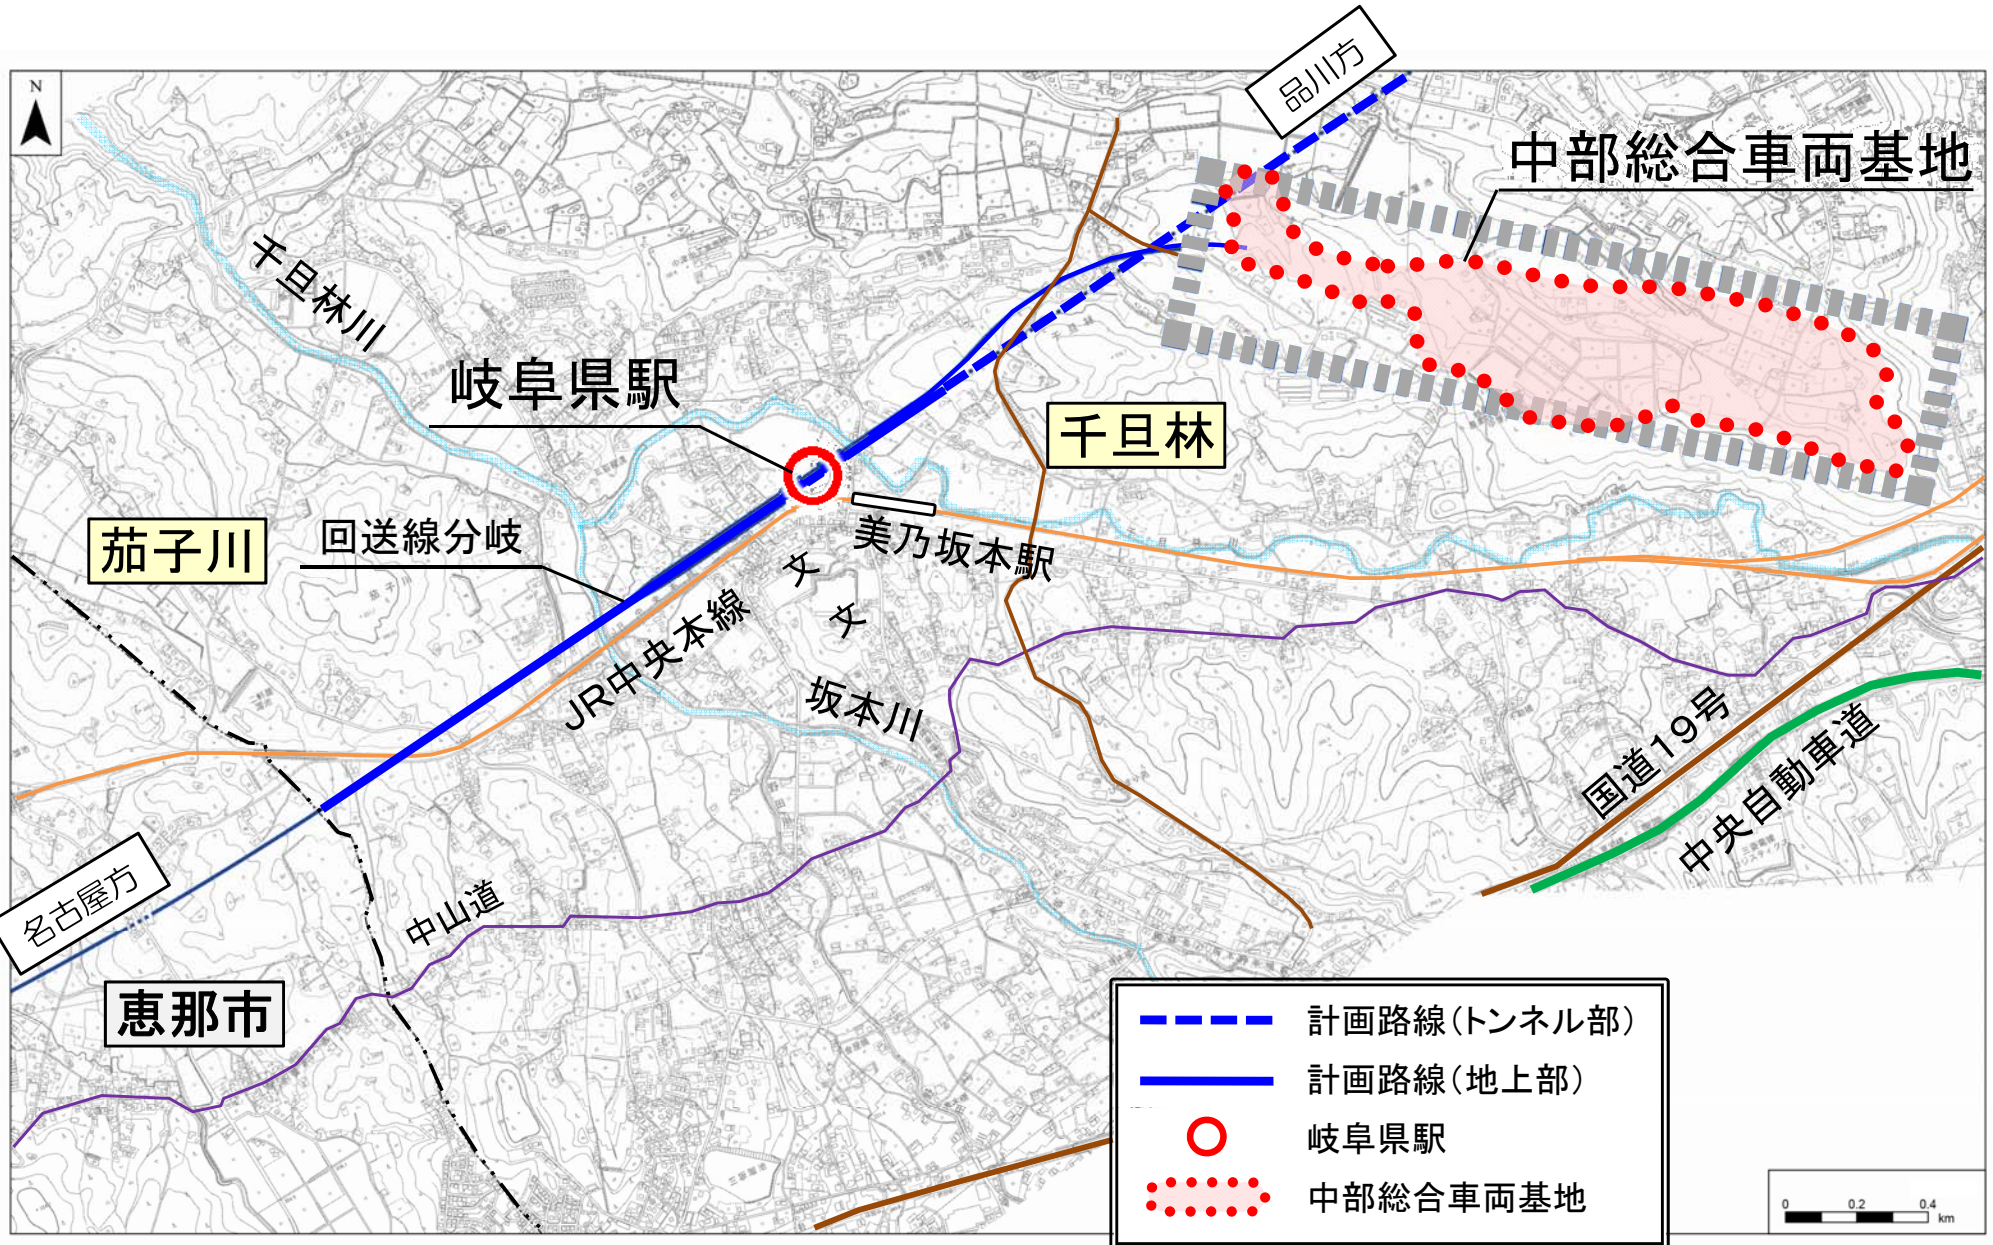 品川方
N
中部総合車両基地
千旦林川
岐阜県駅
千旦林
茄子川
回送線分岐
美乃坂本駅
文
文
JR中央本線
坂本川
国道19号
中央自動車道
名古屋方
中山道
恵那市
計画路線(トンネル部)
計画路線(地上部)
岐阜県駅
中部総合車両基地
0 0.2 0.4
km